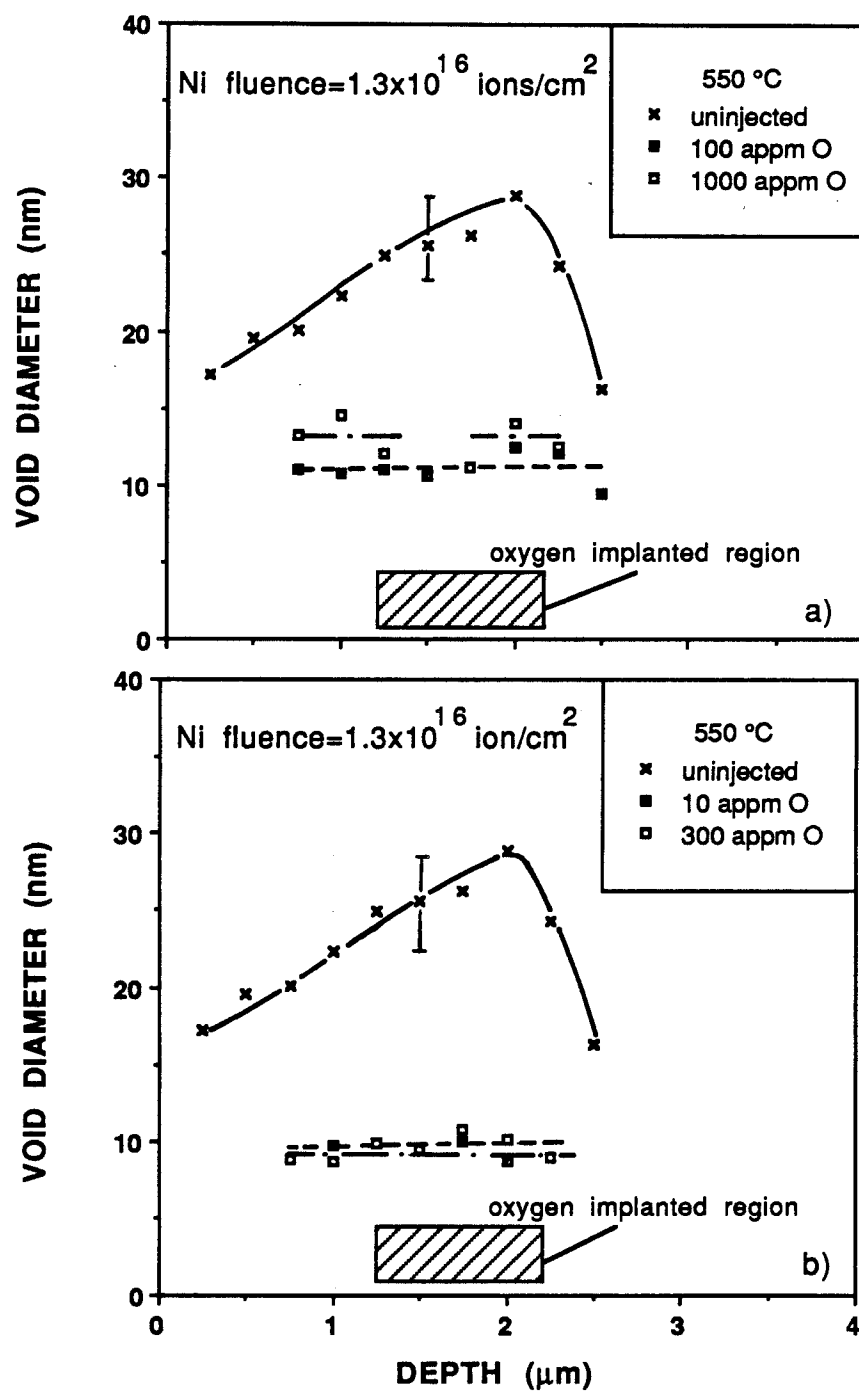 40
30
20
10
0
VOID DIAMETER (nm)
Ni fluence=1.3x10^16 ions/cm^2
550 °C
uninjected
100 appm O
1000 appm O
oxygen implanted region
a)
40
30
20
10
0
VOID DIAMETER (nm)
Ni fluence=1.3x10^16 ion/cm^2
550 °C
uninjected
10 appm O
300 appm O
oxygen implanted region
b)
0 1 2 3 4
DEPTH (μm)